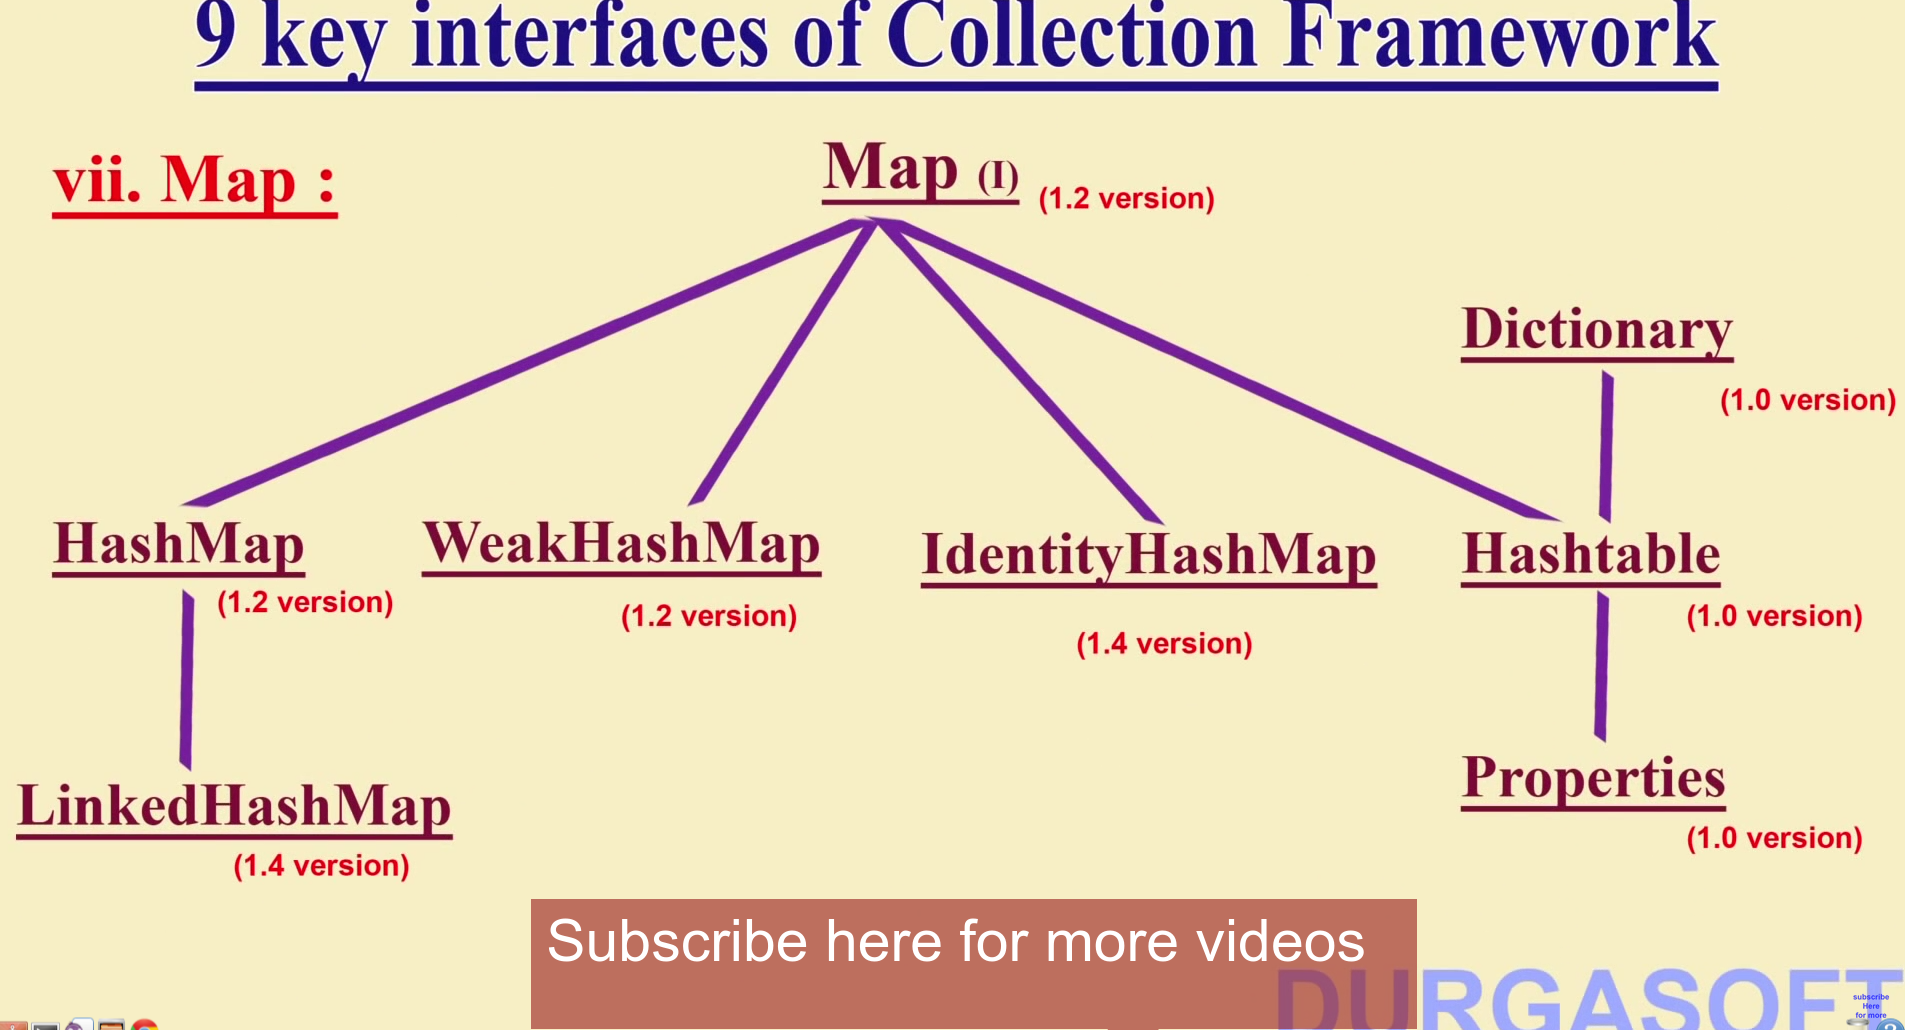 9 key interfaces of Collection Framework
vii. Map :
Map (I) (1.2 version)
Dictionary
(1.0 version)
HashMap
(1.2 version)
WeakHashMap
(1.2 version)
IdentityHashMap
(1.4 version)
Hashtable
(1.0 version)
LinkedHashMap
(1.4 version)
Properties
(1.0 version)
Subscribe here for more videos
DURGASOFT
subscribe
Here
for more